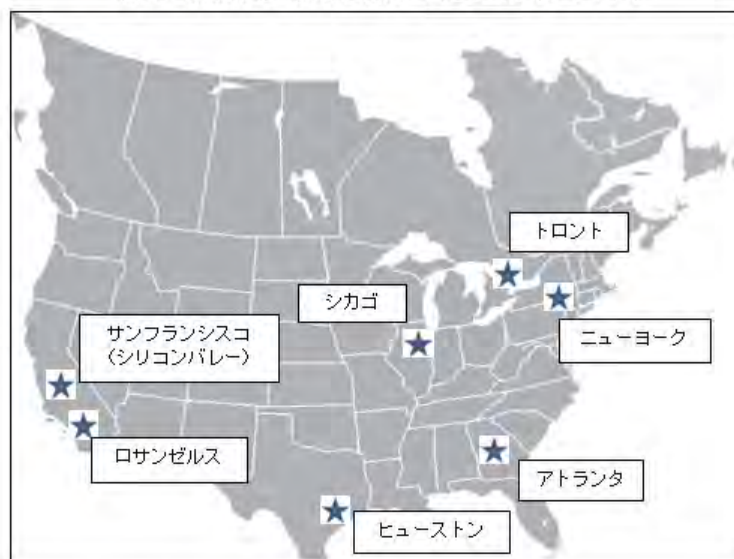 トロント
シカゴ
ニューヨーク
サンフランシスコ
（シリコンバレー）
ロサンゼルス
アトランタ
ヒューストン